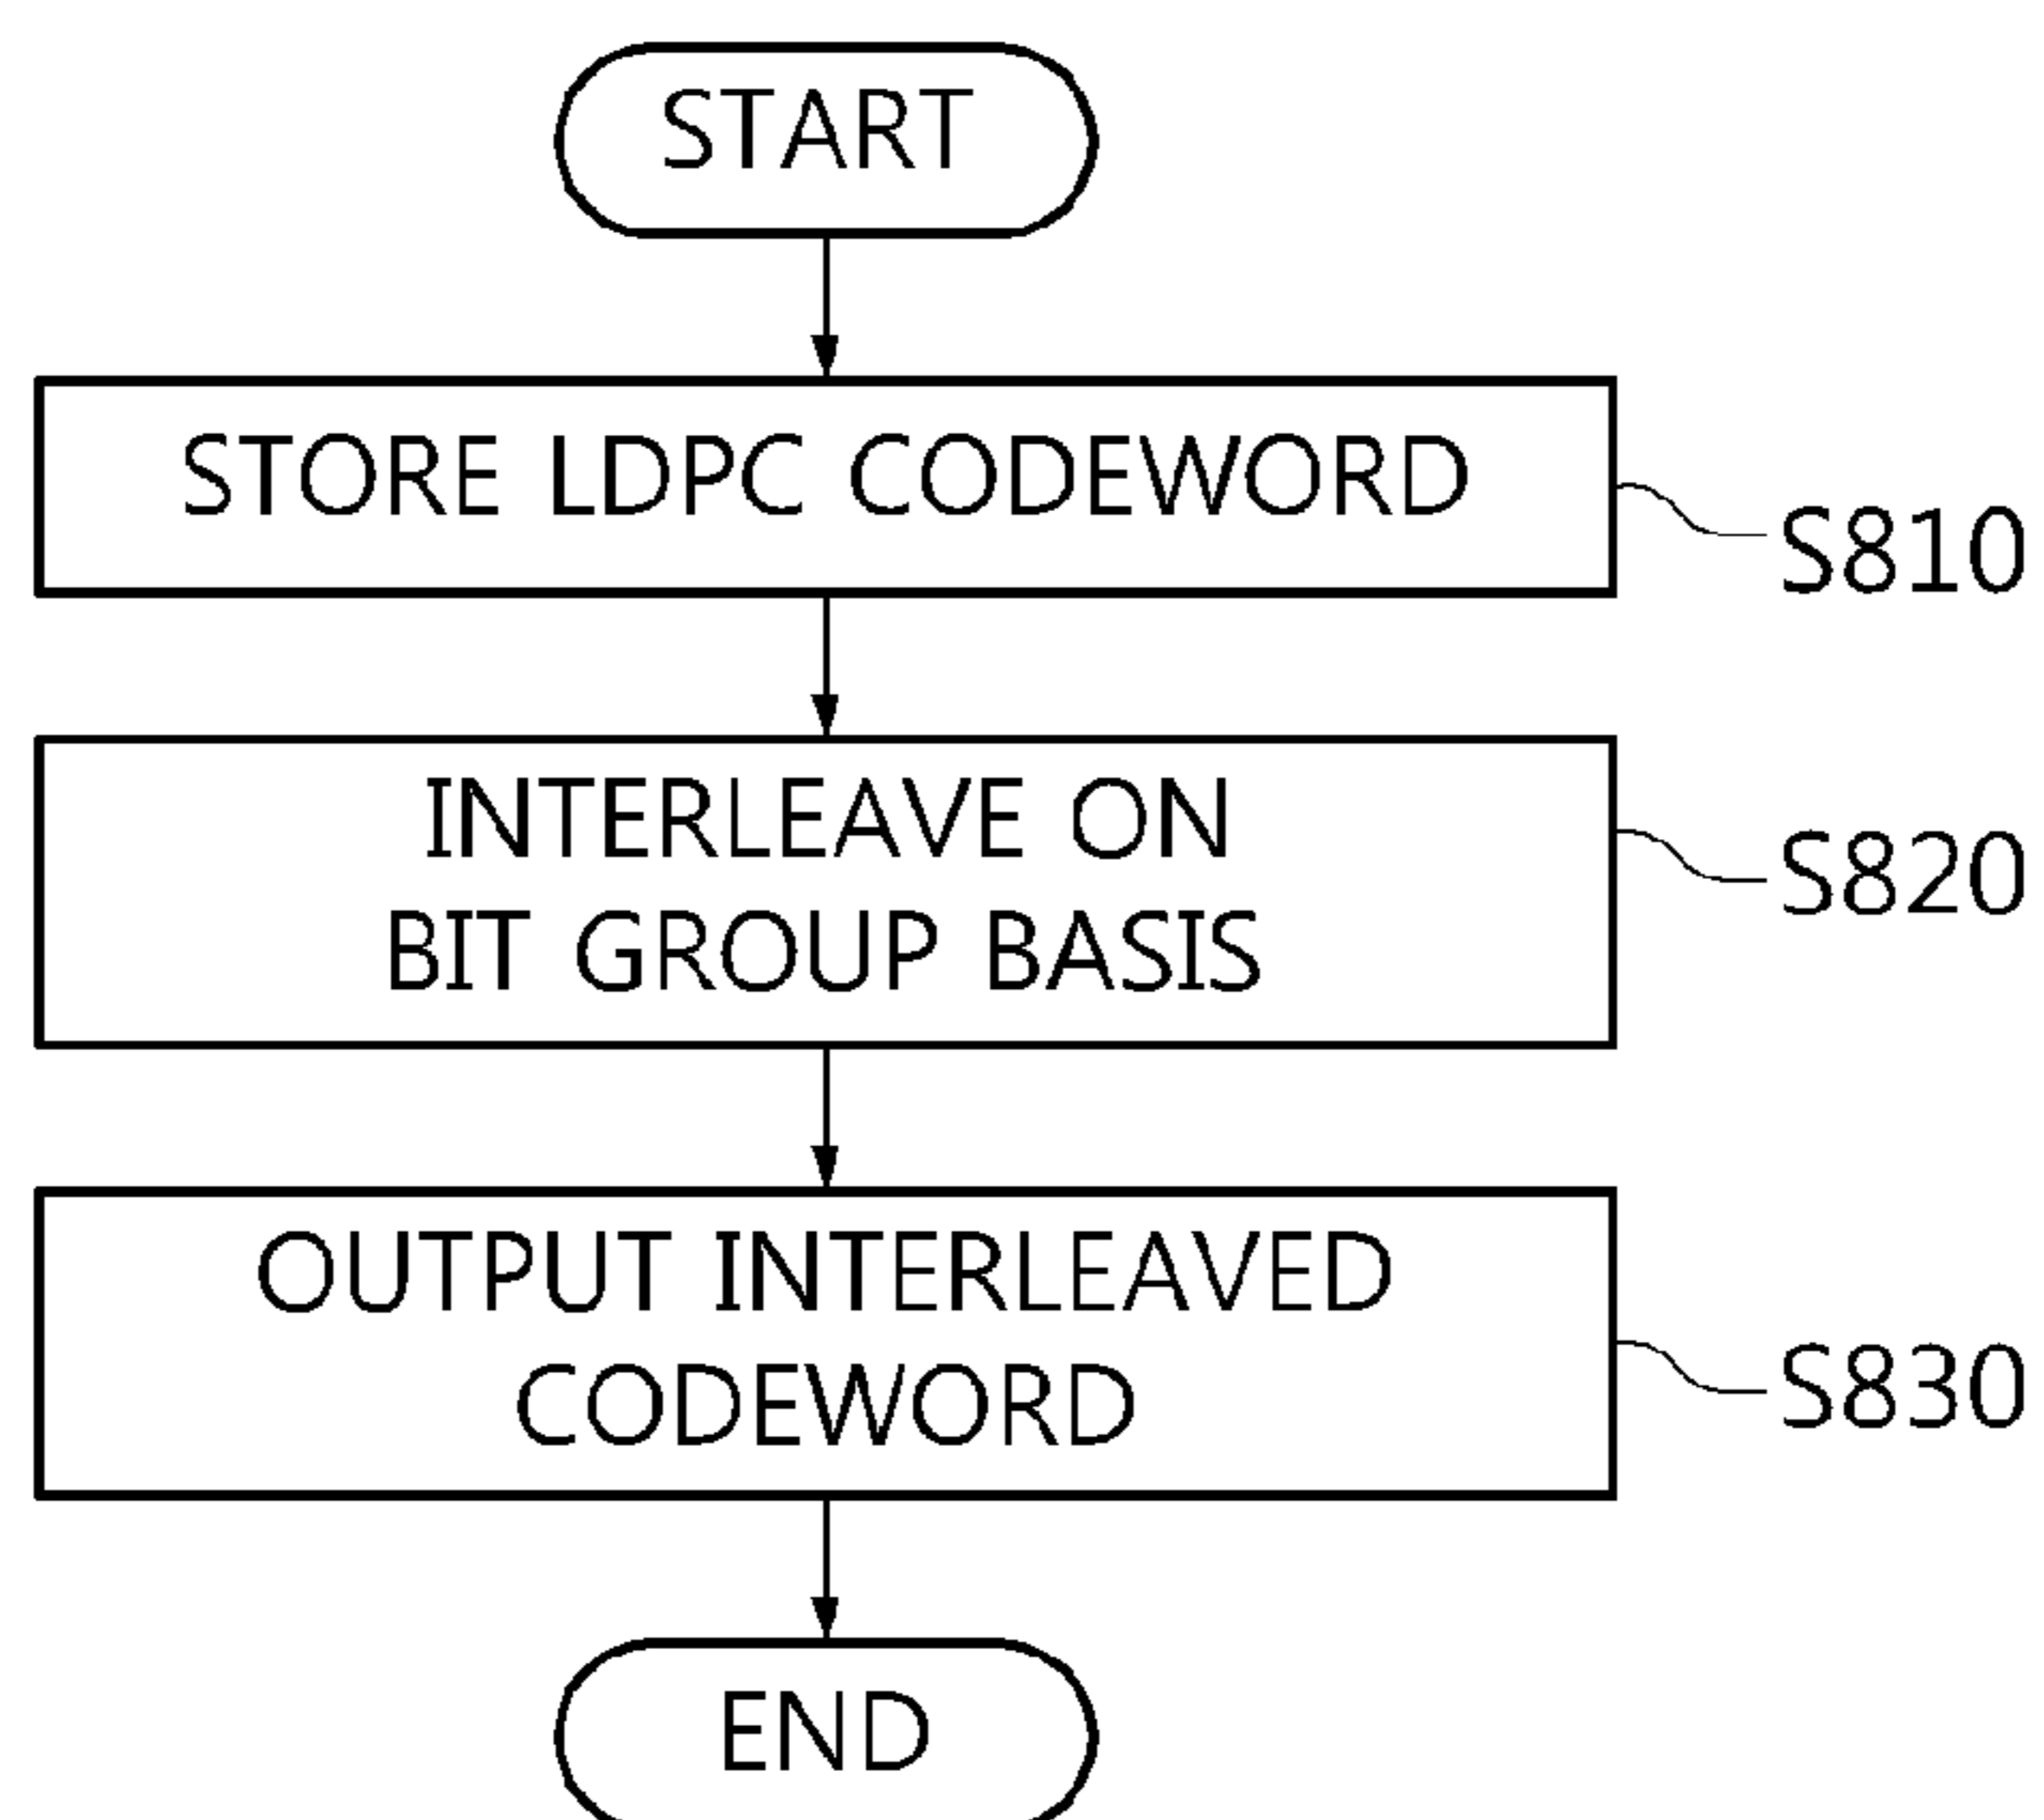 START
STORE LDPC CODEWORD
S810
INTERLEAVE ON
BIT GROUP BASIS
S820
OUTPUT INTERLEAVED
CODEWORD
S830
END